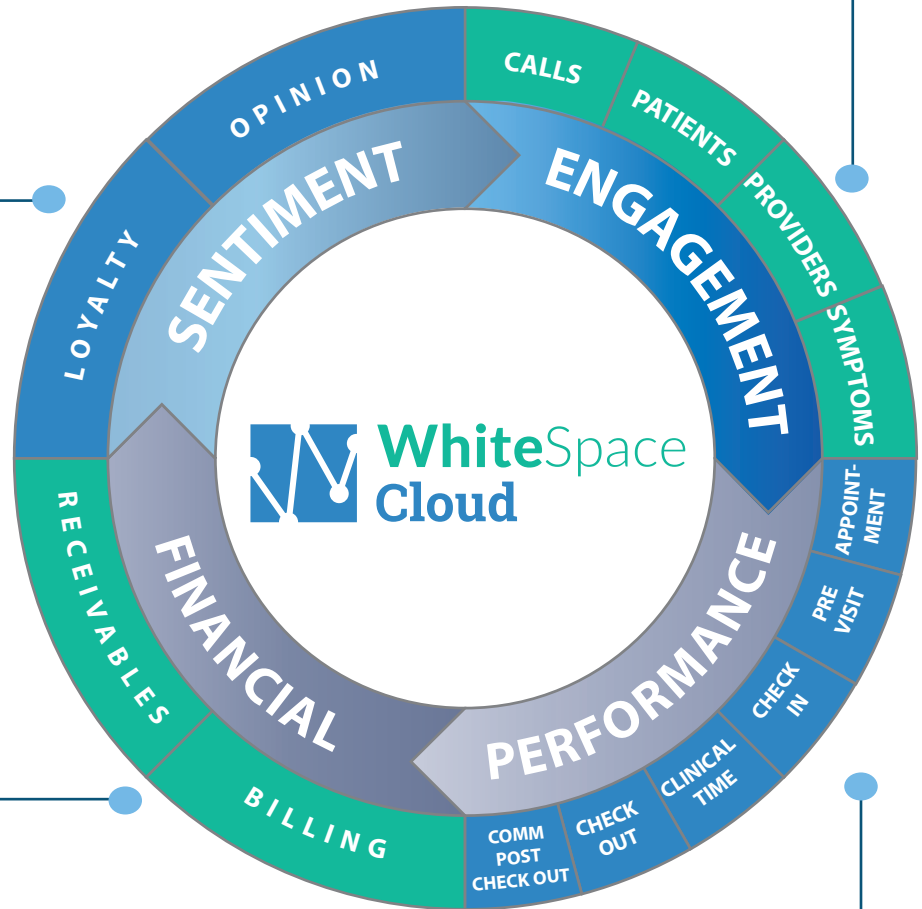 OPINION
CALLS
PATIENTS
PROVIDERS
SYMPTOMS
APPOINT-
MENT
PRE
VISIT
CHECK
IN
CLINICAL
TIME
CHECK
OUT
COMM
POST
CHECK OUT
BILLING
RECEIVABLES
LOYALTY
SENTIMENT
ENGAGEMENT
PERFORMANCE
FINANCIAL
WhiteSpace
Cloud